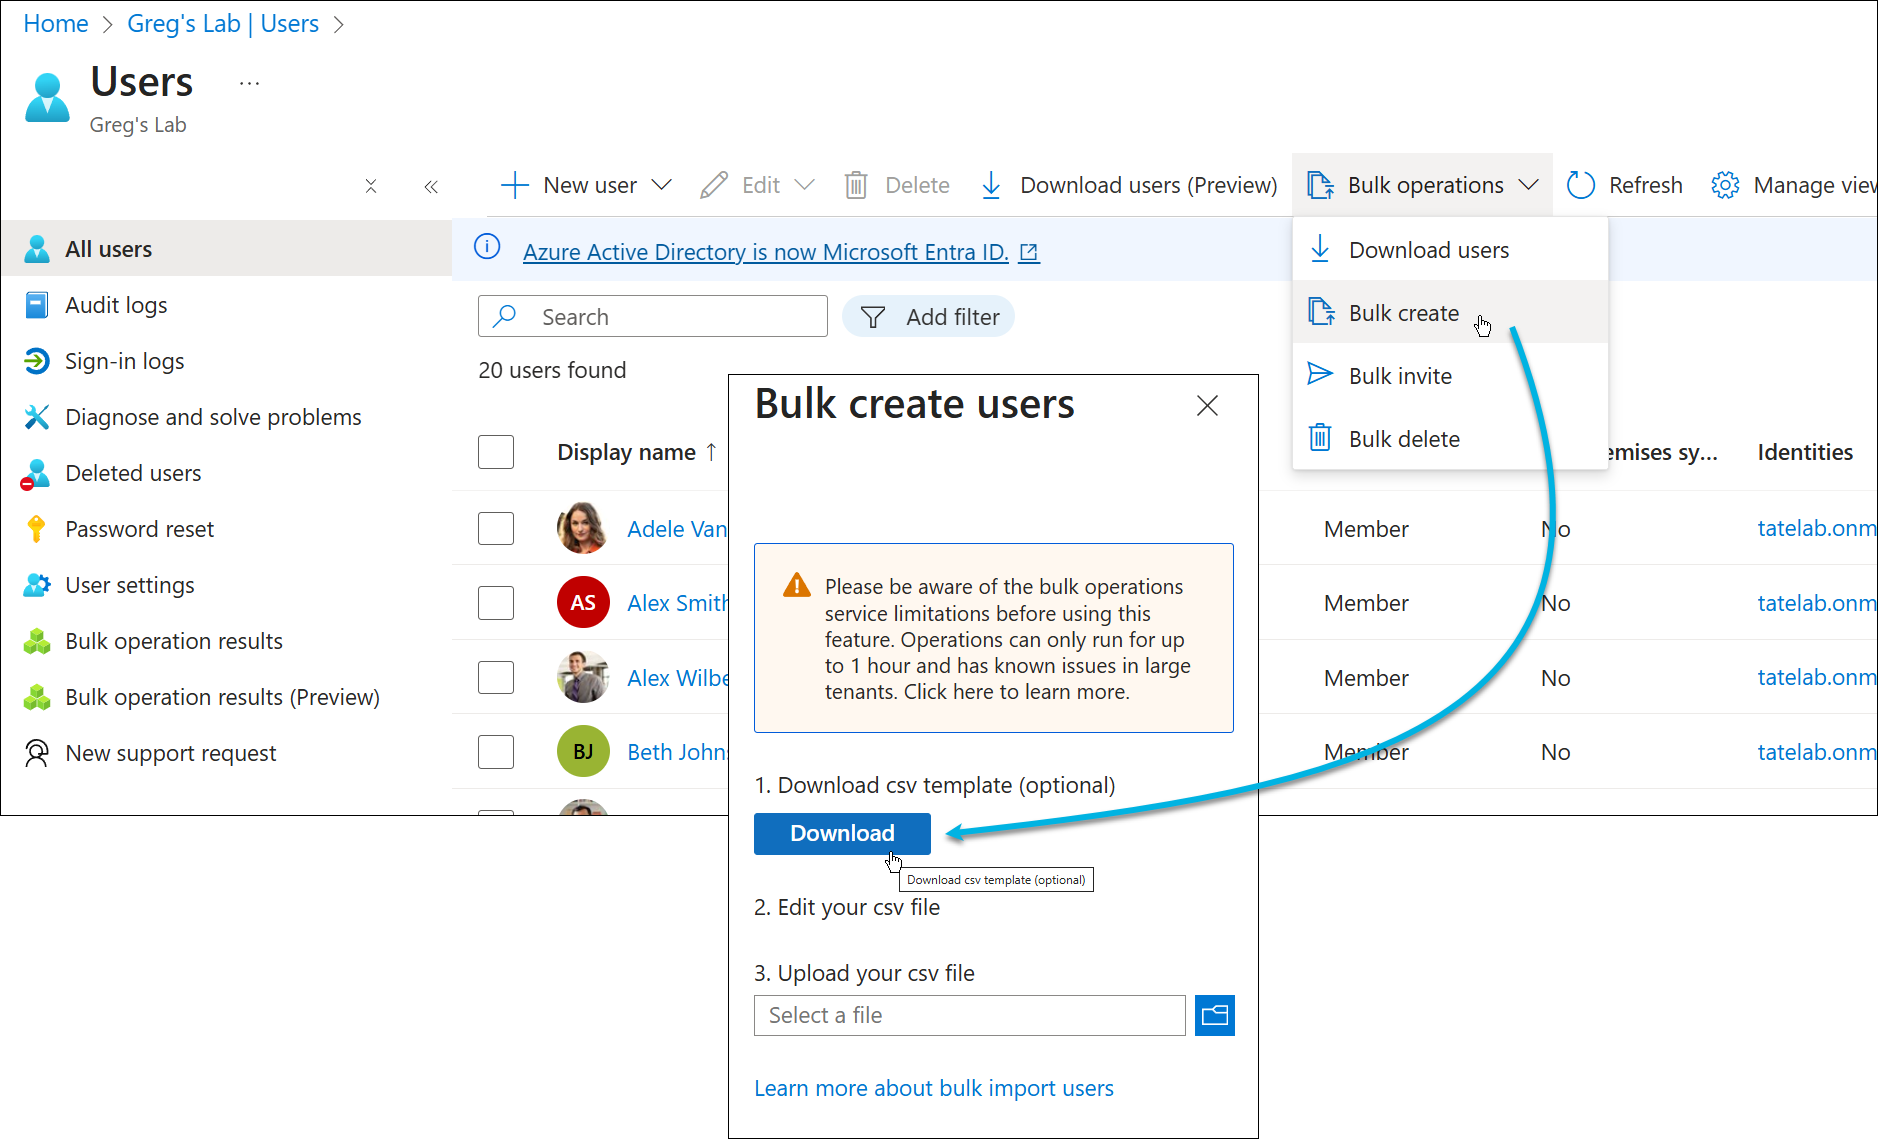 Home > Greg's Lab | Users >
Users ...
Greg's Lab
New user
Edit
Delete
Download users (Preview)
Bulk operations
Refresh
Manage view
All users
Audit logs
Sign-in logs
Diagnose and solve problems
Deleted users
Password reset
User settings
Bulk operation results
Bulk operation results (Preview)
New support request
Azure Active Directory is now Microsoft Entra ID.
Search
Add filter
20 users found
Download users
Bulk create
Bulk invite
Bulk delete
Display name ↑
emises sy...
Identities
Adele Van
Member
No
tatelab.onm
AS
Alex Smith
Member
No
tatelab.onm
Alex Wilbe
Member
No
tatelab.onm
BJ
Beth Johns
Member
No
tatelab.onm
Bulk create users
Please be aware of the bulk operations
service limitations before using this
feature. Operations can only run for up
to 1 hour and has known issues in large
tenants. Click here to learn more.
1. Download csv template (optional)
Download
Download csv template (optional)
2. Edit your csv file
3. Upload your csv file
Select a file
Learn more about bulk import users